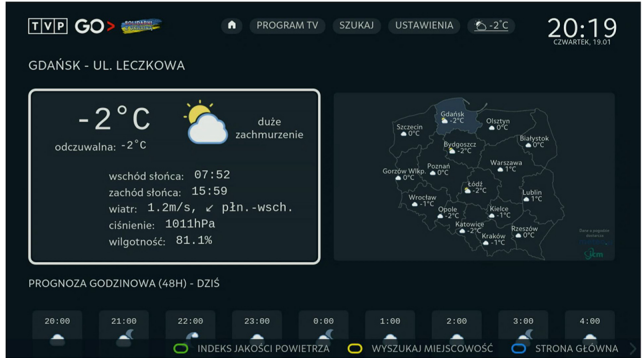 TVP GO>
PROGRAM TV SZUKAJ USTAWIENIA -2°C
20:19
CZWARTEK, 19.01
GDAŃSK - UL. LECZKOWA
-2°C
duże
zachmurzenie
odczuwalna: -2°C
wschód słońca: 07:52
zachód słońca: 15:59
wiatr: 1.2m/s, ↙ płn.-wsch.
ciśnienie: 1011hPa
wilgotność: 81.1%
Gdańsk
-2°C
Olsztyn
0°C
Szczecin
0°C
Białystok
0°C
Bydgoszcz
-2°C
Warszawa
1°C
Poznań
0°C
Gorzów Wlkp.
0°C
Łódź
-2°C
Lublin
1°C
Wrocław
-1°C
Opole
-2°C
Kielce
-1°C
Katowice
-2°C
Rzeszów
0°C
Kraków
-1°C
PROGNOZA GODZINOWA (48H) - DZIŚ
20:00 21:00 22:00 23:00 0:00 1:00 2:00 3:00 4:00
INDEKS JAKOŚCI POWIETRZA WYSZUKAJ MIEJSCOWOŚĆ STRONA GŁÓWNA